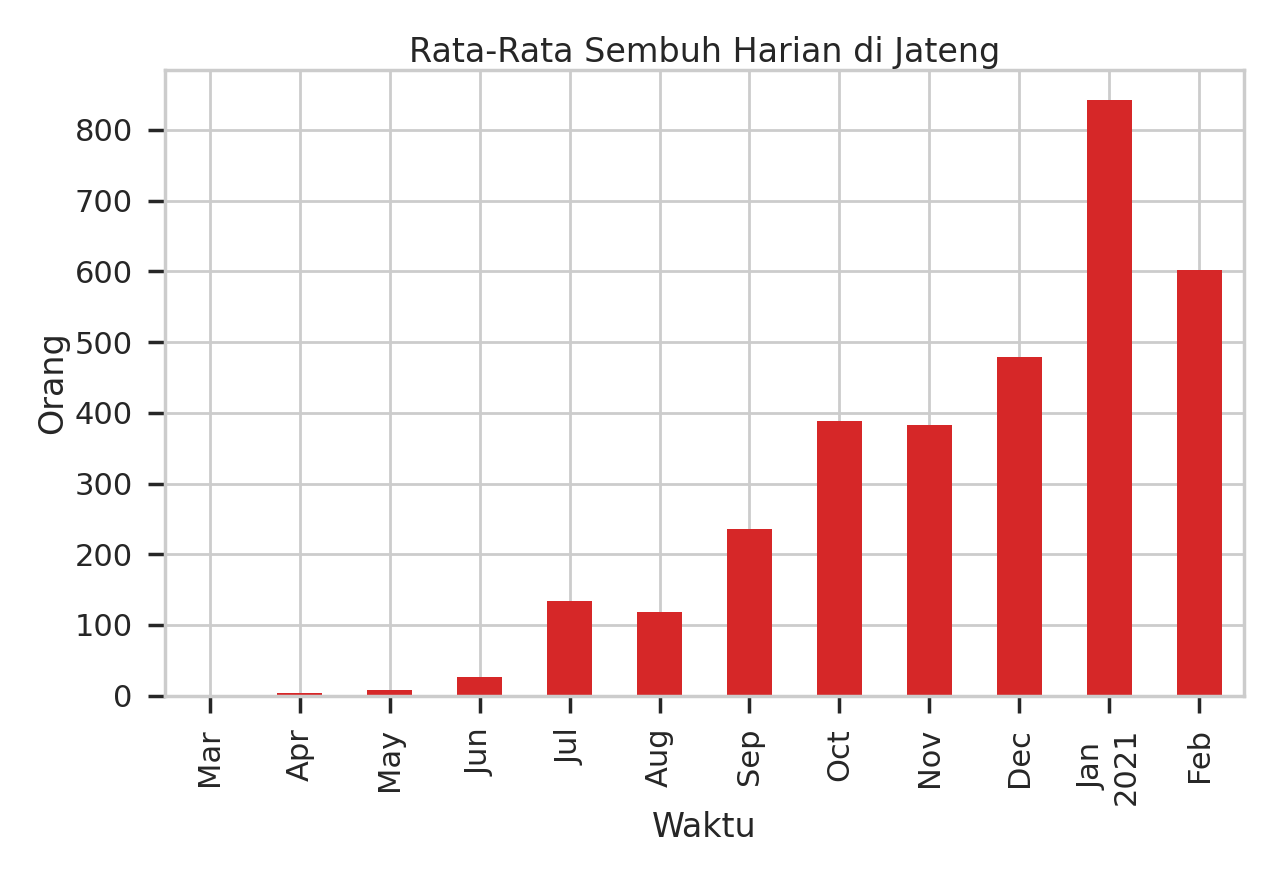 Rata-Rata Sembuh Harian di Jateng
Orang
800
700
600
500
400
300
200
100
0
Mar
Apr
May
Jun
Jul
Aug
Sep
Oct
Nov
Dec
Jan
2021
Feb
Waktu